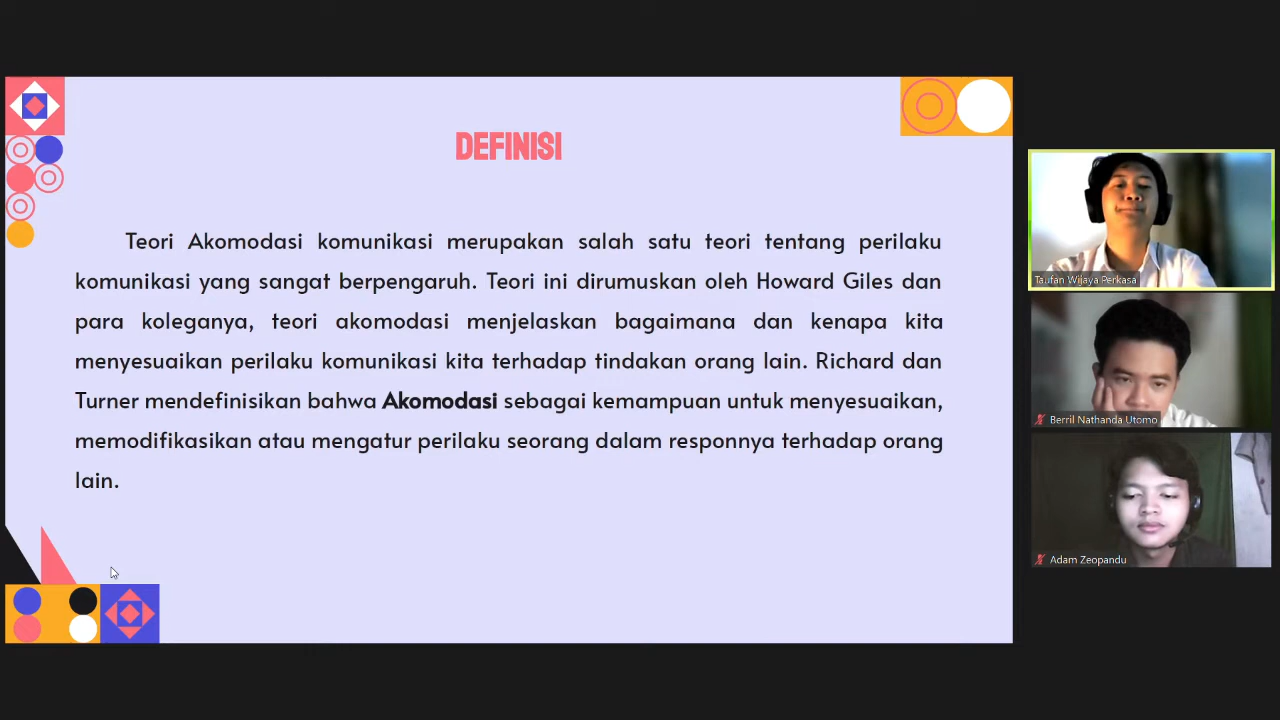 DEFINISI
Teori Akomodasi komunikasi merupakan salah satu teori tentang perilaku
komunikasi yang sangat berpengaruh. Teori ini dirumuskan oleh Howard Giles dan
para koleganya, teori akomodasi menjelaskan bagaimana dan kenapa kita
menyesuaikan perilaku komunikasi kita terhadap tindakan orang lain. Richard dan
Turner mendefinisikan bahwa Akomodasi sebagai kemampuan untuk menyesuaikan,
memodifikasikan atau mengatur perilaku seorang dalam responnya terhadap orang
lain.
Taufan Wijaya Perkasa
Berril Nathanda Utomo
Adam Zeopandu